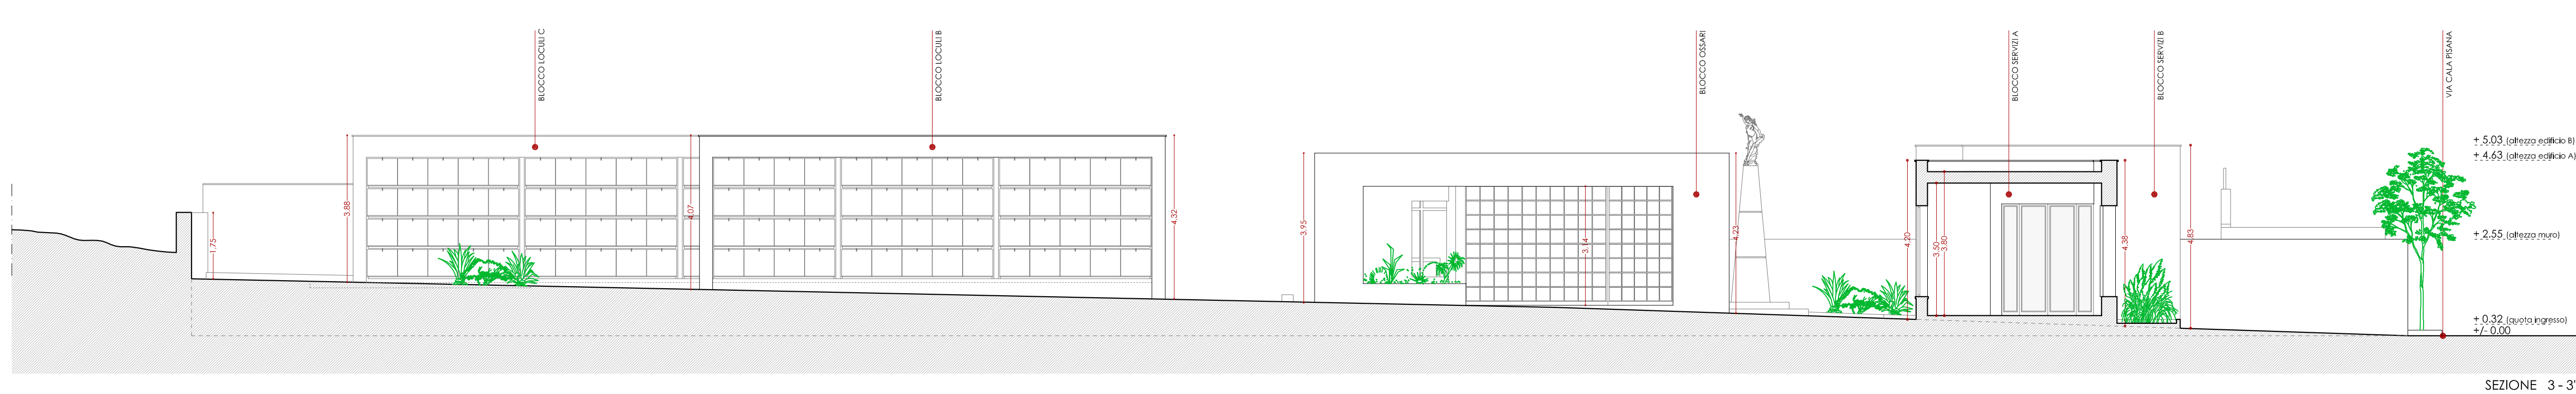 BLOCCO LOCULI C
BLOCCO LOCULI B
BLOCCO OSSARI
BLOCCO SERVIZI A
BLOCCO SERVIZI B
VIA CALA PISANA
+ 5.03 (altezza edificio B)
+ 4.63 (altezza edificio A)
+ 2.55 (altezza muro)
+ 0.32 (quota ingresso)
+/- 0.00
1.75
3.88
4.07
4.32
3.95
3.14
4.23
4.20
3.50
3.80
4.38
4.83
SEZIONE 3 - 3'